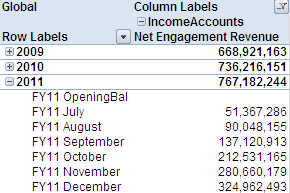 Global Column Labels
IncomeAccounts
Row Labels Net Engagement Revenue
2009 668,921,163
2010 736,216,151
2011 767,182,244
FY11 OpeningBal
FY11 July 51,367,286
FY11 August 90,048,155
FY11 September 137,120,913
FY11 October 212,531,165
FY11 November 280,660,179
FY11 December 324,962,493